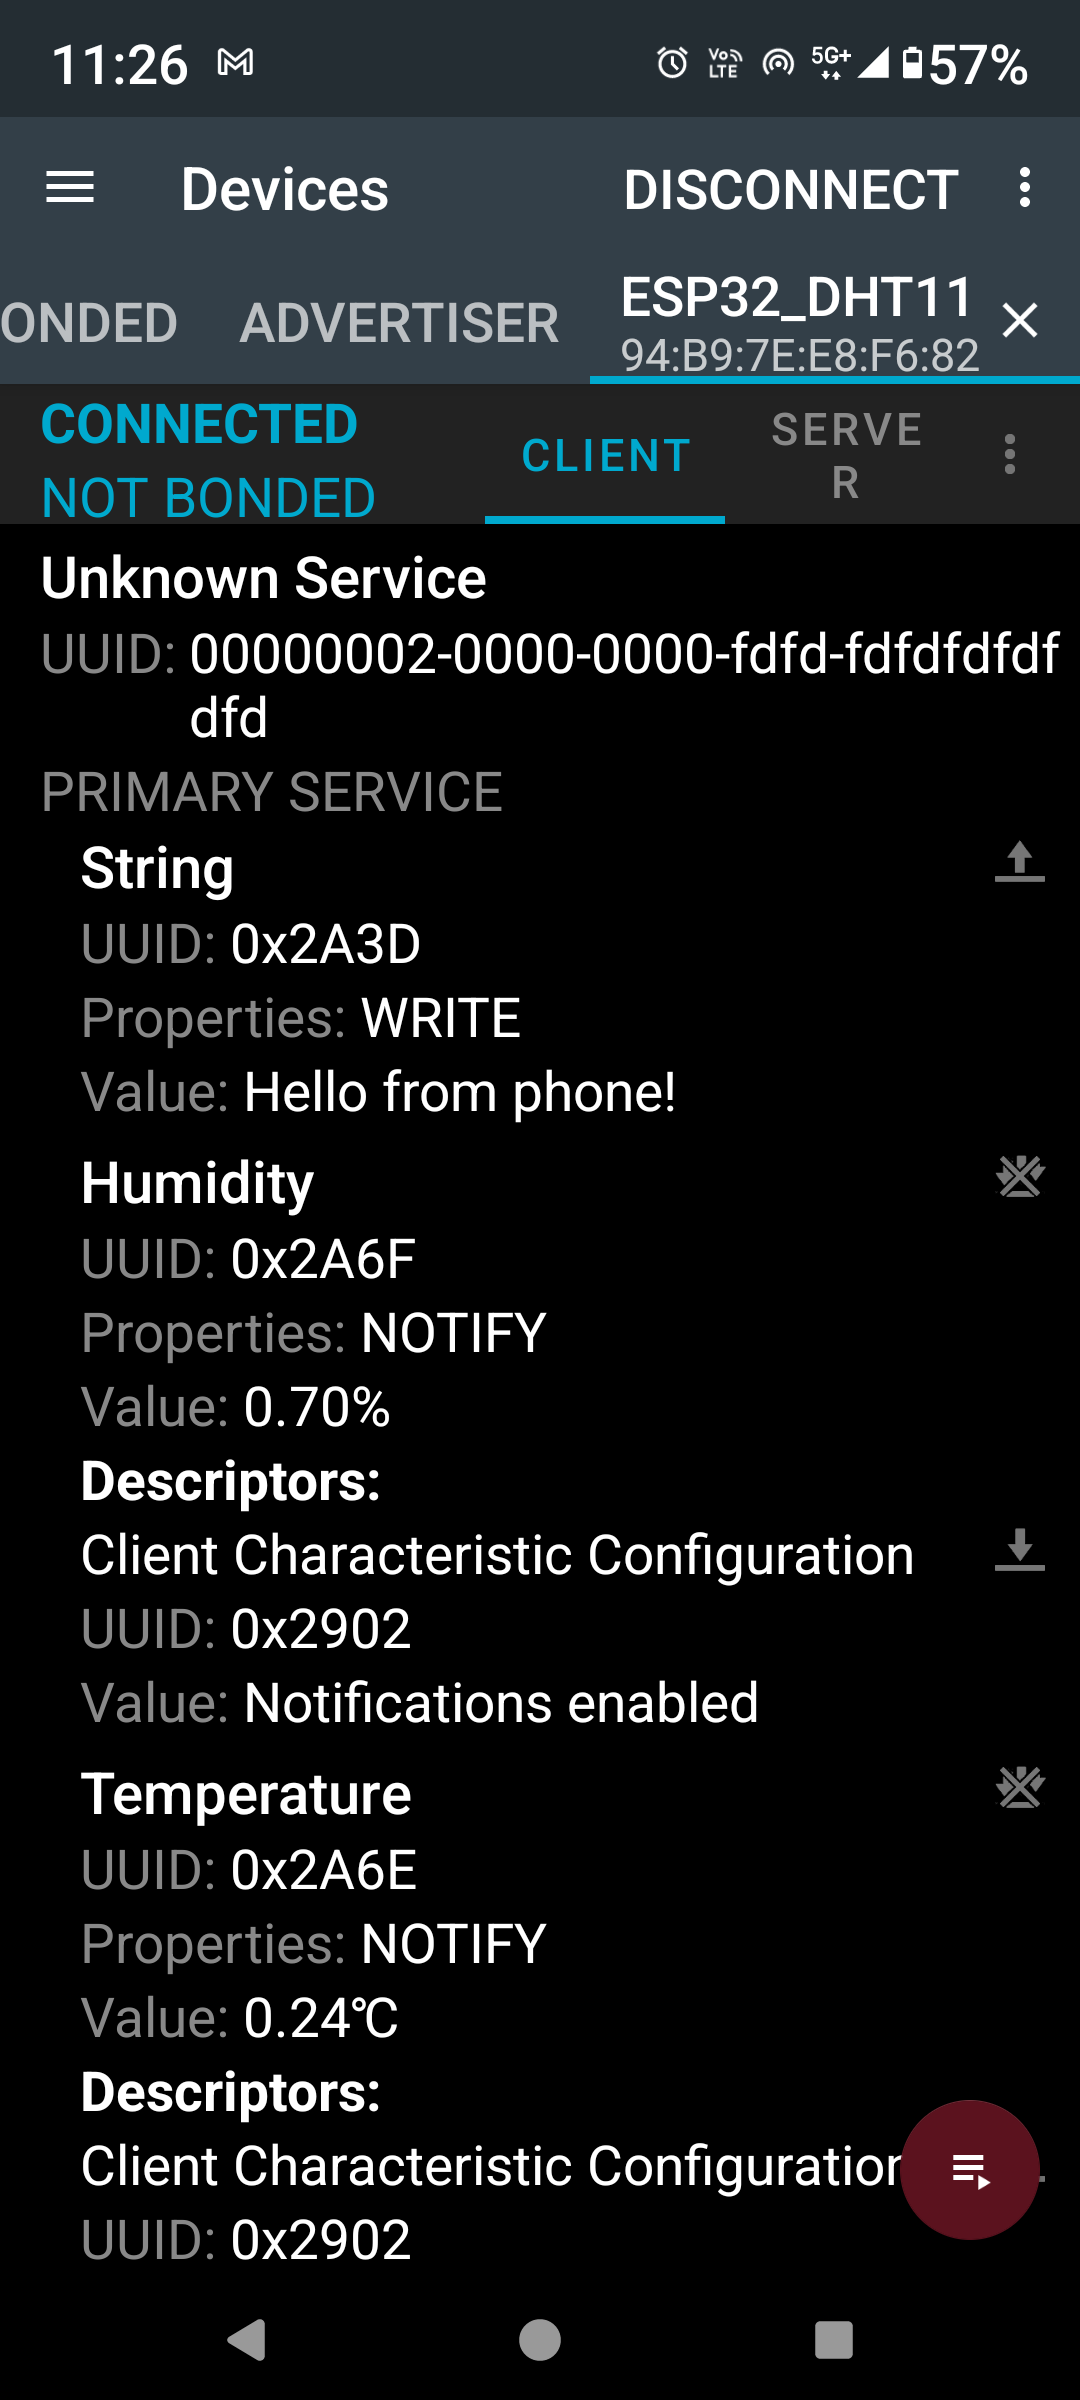 11:26 Vo LTE 5G+ 57%
Devices DISCONNECT
ONDED ADVERTISER ESP32_DHT11
94:B9:7E:E8:F6:82
CONNECTED
NOT BONDED
CLIENT
SERVE
R
Unknown Service
UUID: 00000002-0000-0000-fdfd-fdfdfdfdf
dfd
PRIMARY SERVICE
String
UUID: 0x2A3D
Properties: WRITE
Value: Hello from phone!
Humidity
UUID: 0x2A6F
Properties: NOTIFY
Value: 0.70%
Descriptors:
Client Characteristic Configuration
UUID: 0x2902
Value: Notifications enabled
Temperature
UUID: 0x2A6E
Properties: NOTIFY
Value: 0.24℃
Descriptors:
Client Characteristic Configuration
UUID: 0x2902